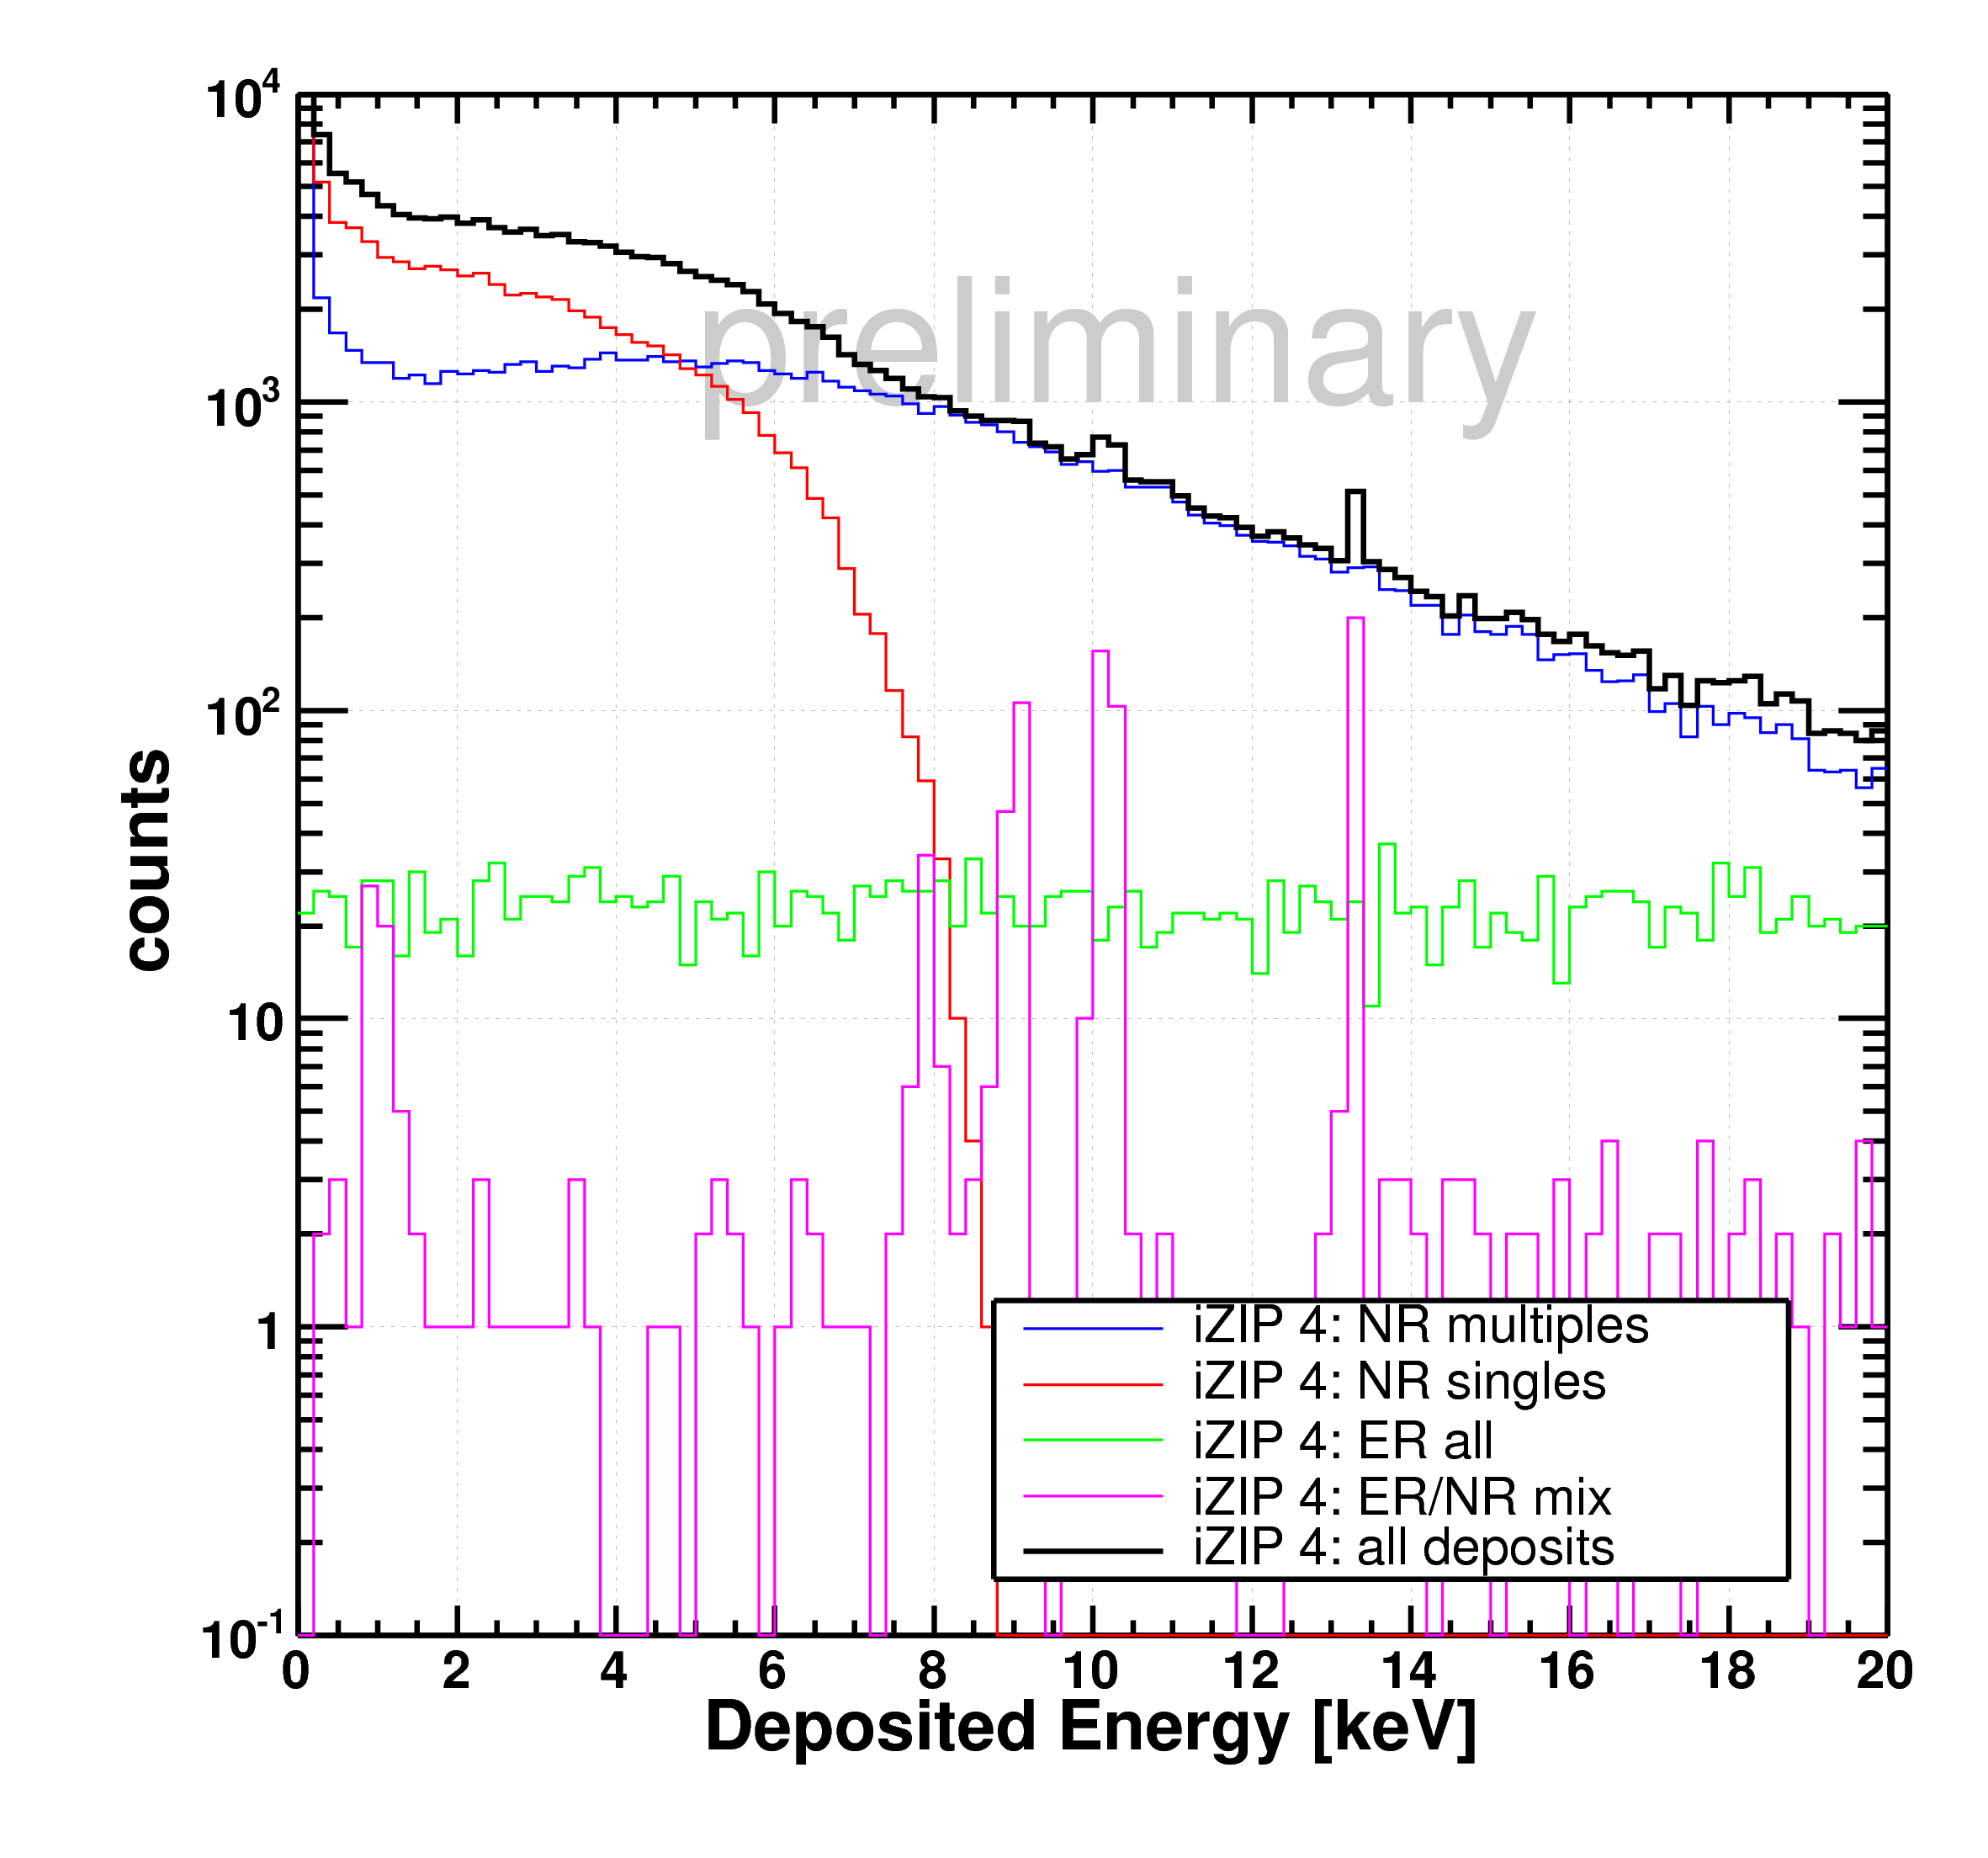 10^4
10^3
10^2
10
1
10^-1
counts
preliminary
iZIP 4: NR multiples
iZIP 4: NR singles
iZIP 4: ER all
iZIP 4: ER/NR mix
iZIP 4: all deposits
0 2 4 6 8 10 12 14 16 18 20
Deposited Energy [keV]